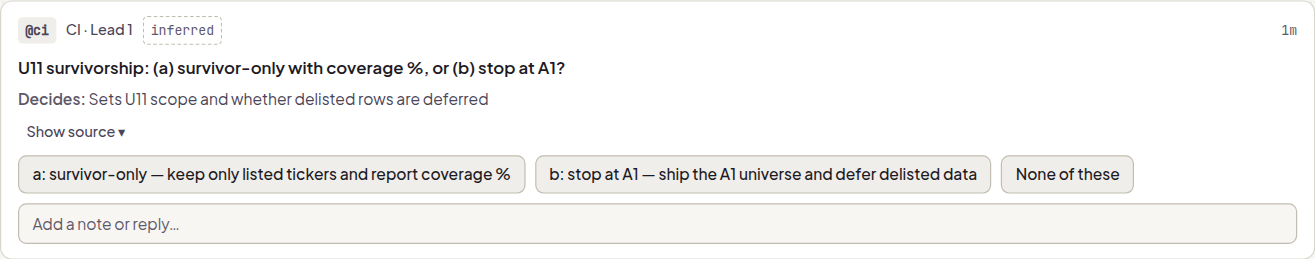 @ci CI · Lead 1 inferred 1m
U11 survivorship: (a) survivor-only with coverage %, or (b) stop at A1?
Decides: Sets U11 scope and whether delisted rows are deferred
Show source ▾
a: survivor-only — keep only listed tickers and report coverage % b: stop at A1 — ship the A1 universe and defer delisted data None of these
Add a note or reply...